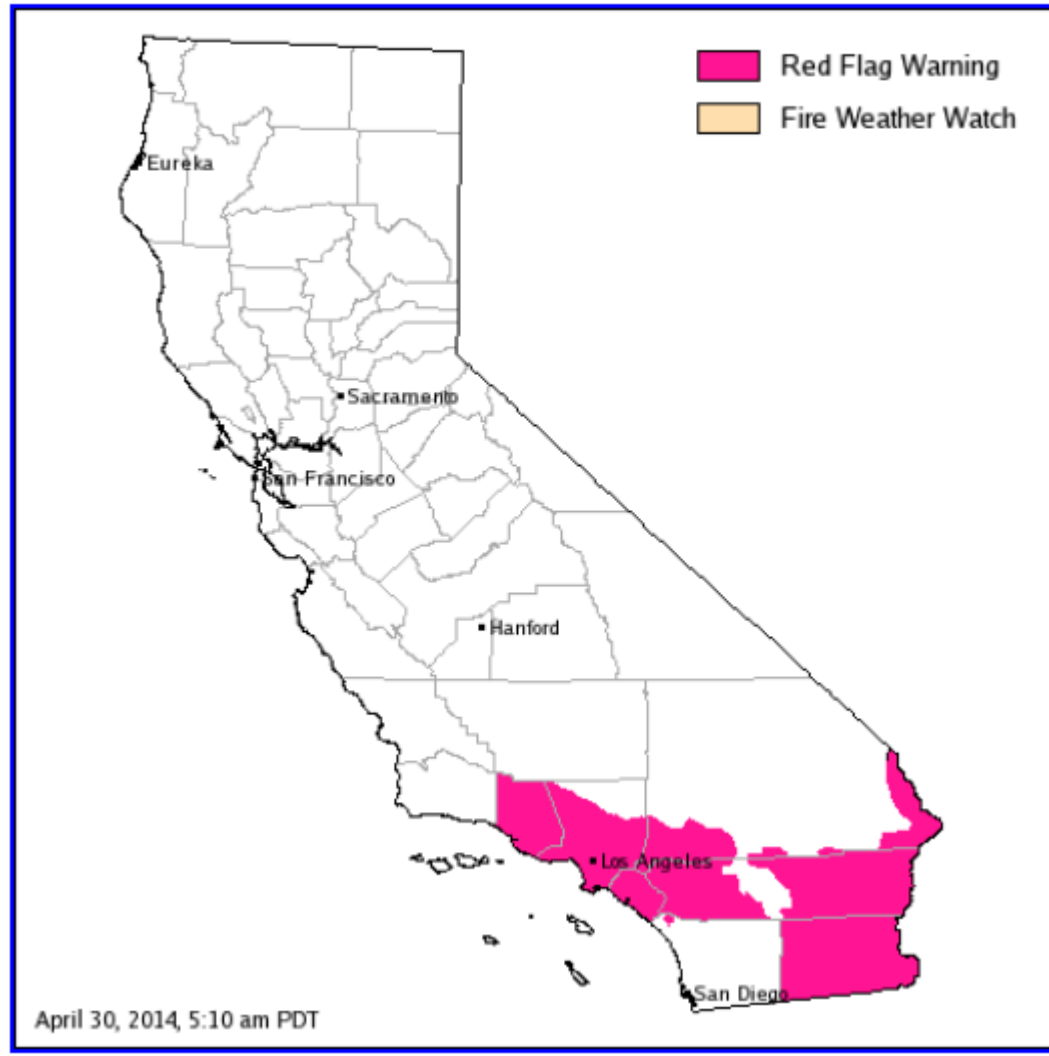 Red Flag Warning
Fire Weather Watch
Eureka
Sacramento
San Francisco
Hanford
Los Angeles
San Diego
April 30, 2014, 5:10 am PDT